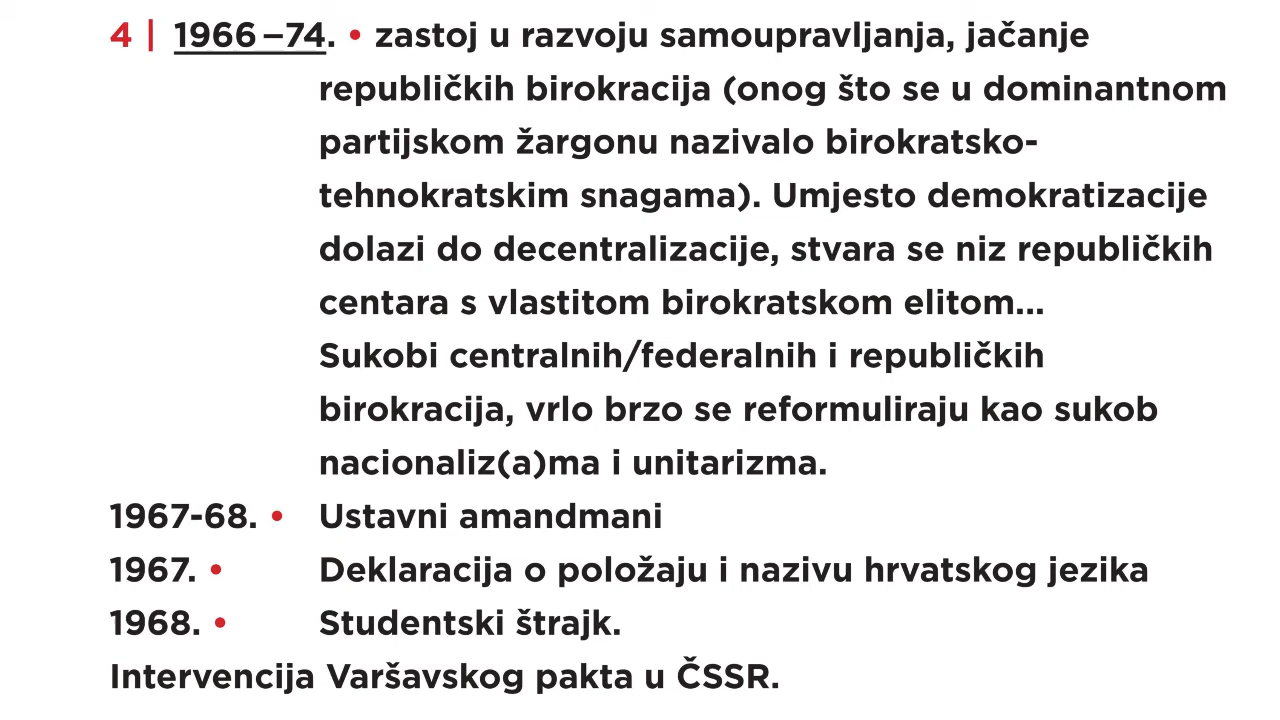 4 | 1966–74. • zastoj u razvoju samoupravljanja, jačanje
republičkih birokracija (onog što se u dominantnom
partijskom žargonu nazivalo birokratsko-
tehnokratskim snagama). Umjesto demokratizacije
dolazi do decentralizacije, stvara se niz republičkih
centara s vlastitom birokratskom elitom...
Sukobi centralnih/federalnih i republičkih
birokracija, vrlo brzo se reformuliraju kao sukob
nacionaliz(a)ma i unitarizma.
1967-68. • Ustavni amandmani
1967. • Deklaracija o položaju i nazivu hrvatskog jezika
1968. • Studentski štrajk.
Intervencija Varšavskog pakta u ČSSR.